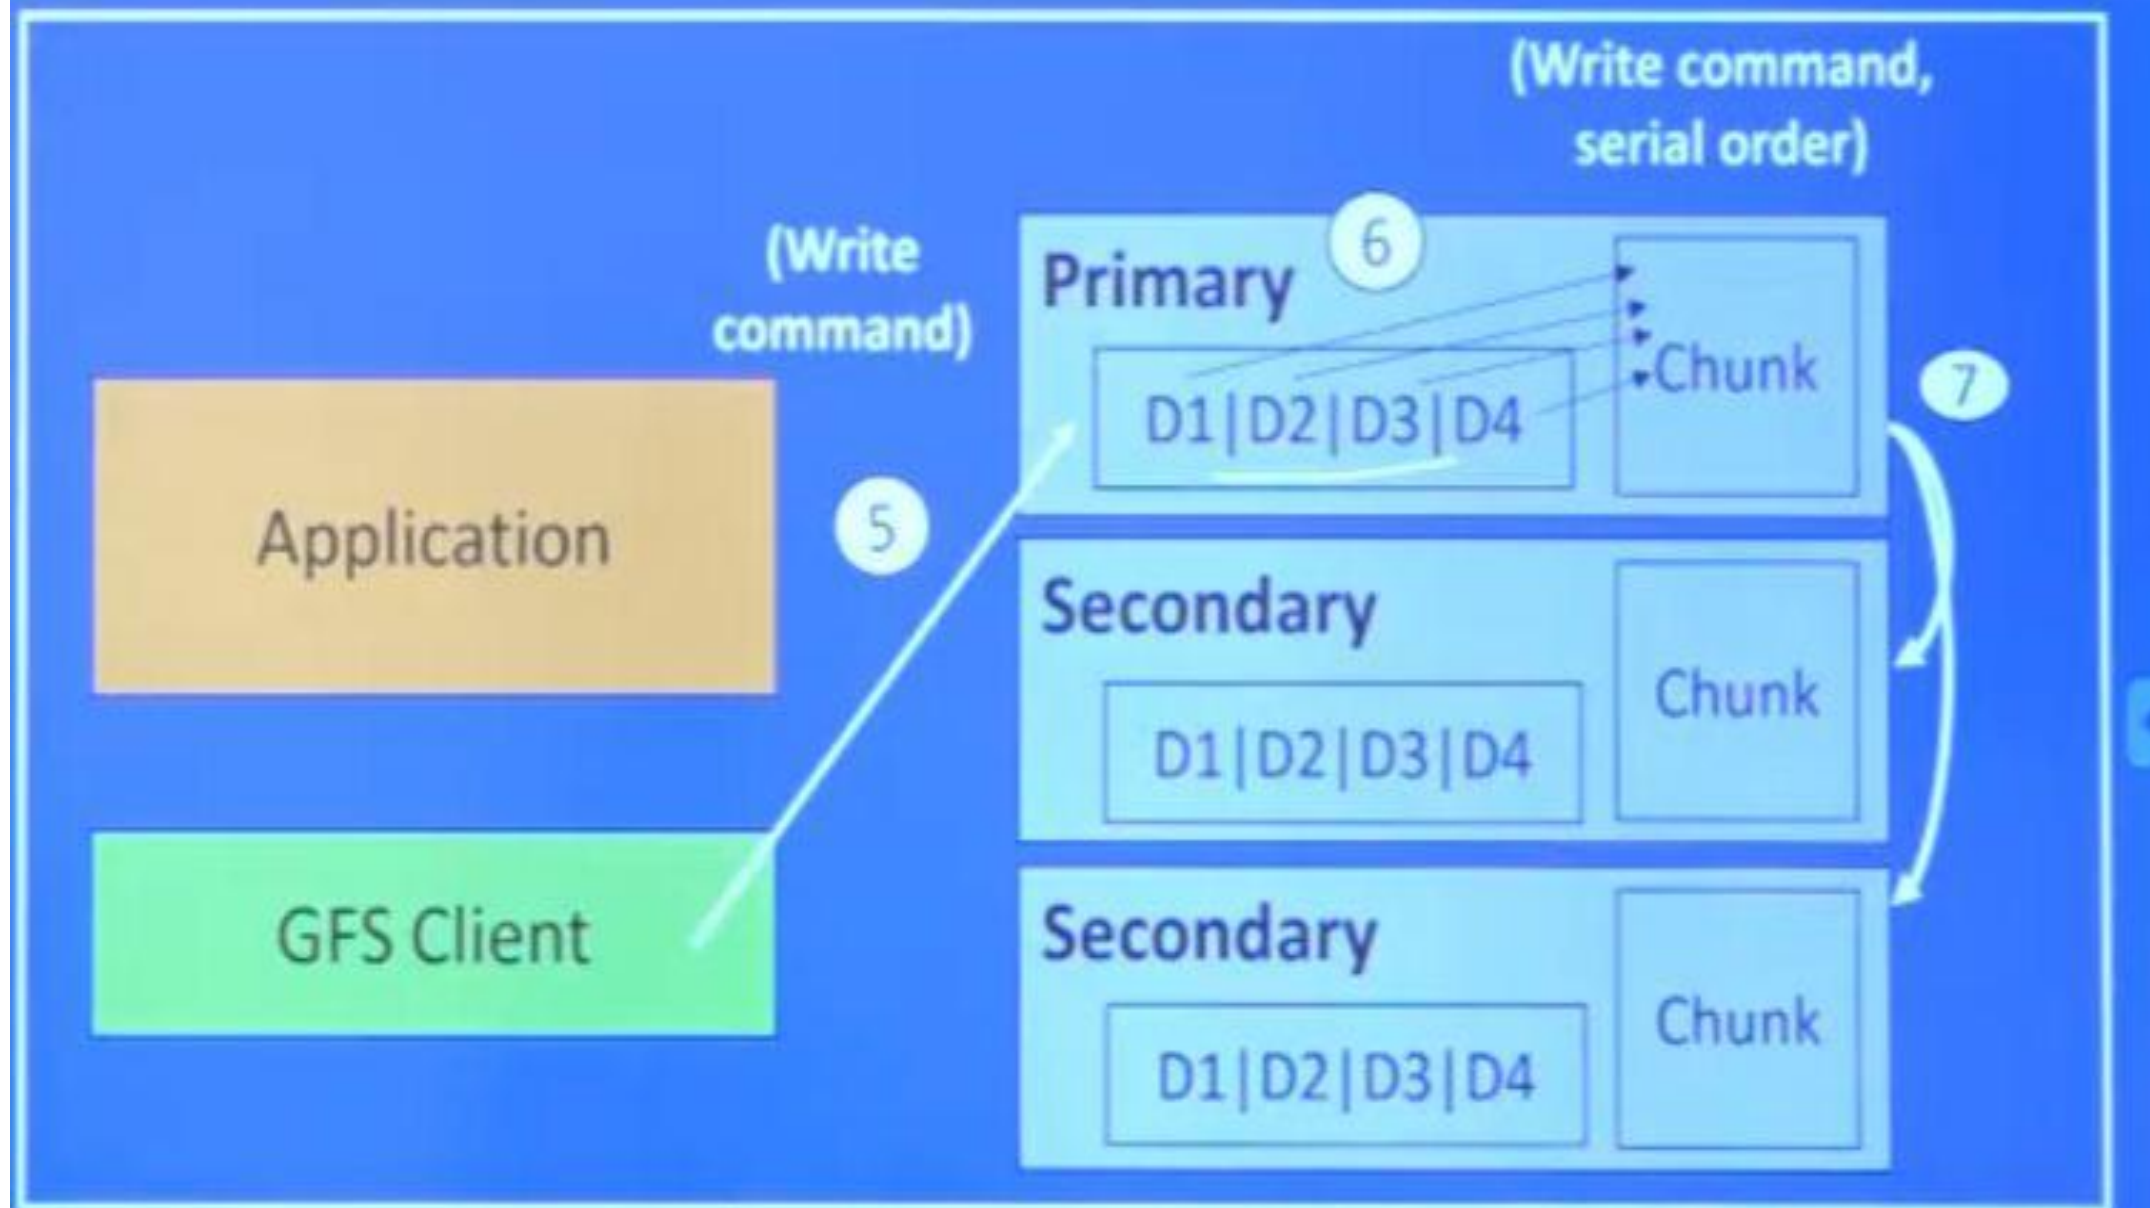 (Write command,
serial order)
(Write
command)
6
Primary
D1|D2|D3|D4
Chunk
7
Application
5
Secondary
D1|D2|D3|D4
Chunk
GFS Client
Secondary
D1|D2|D3|D4
Chunk